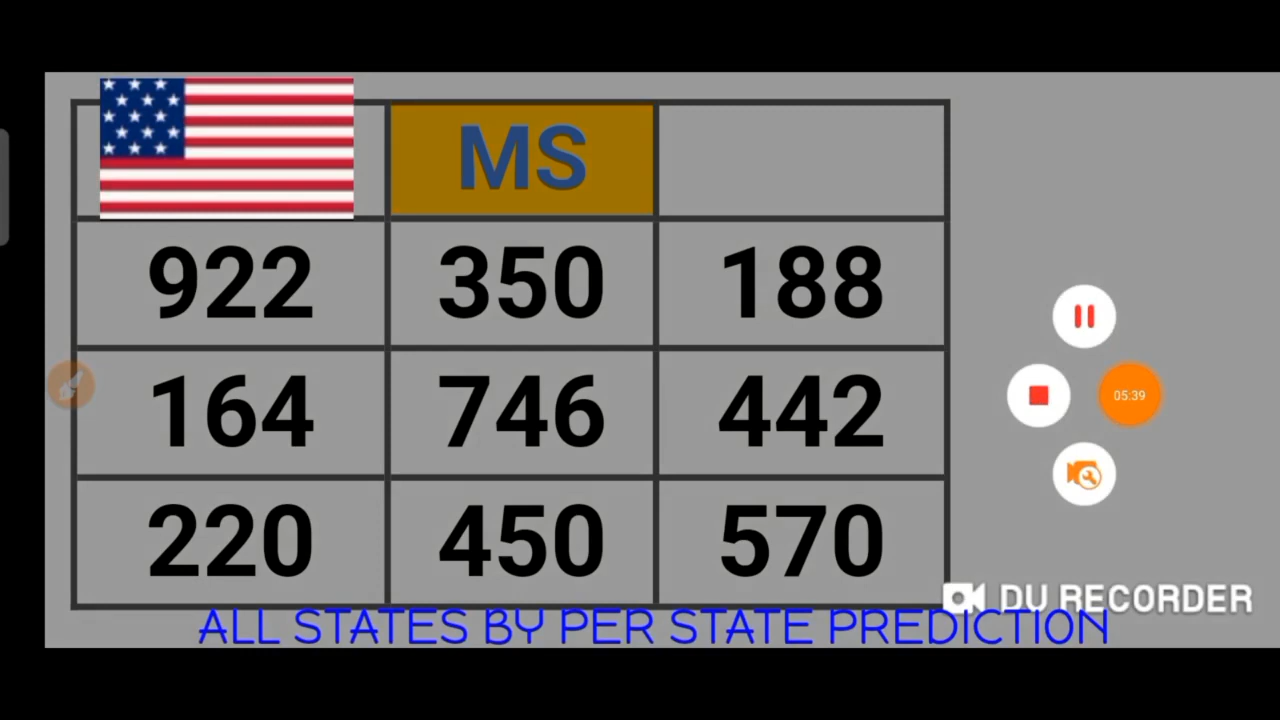 MS
922 350 188
164 746 442
05:39
220 450 570
DU RECORDER
ALL STATES BY PER STATE PREDICTION